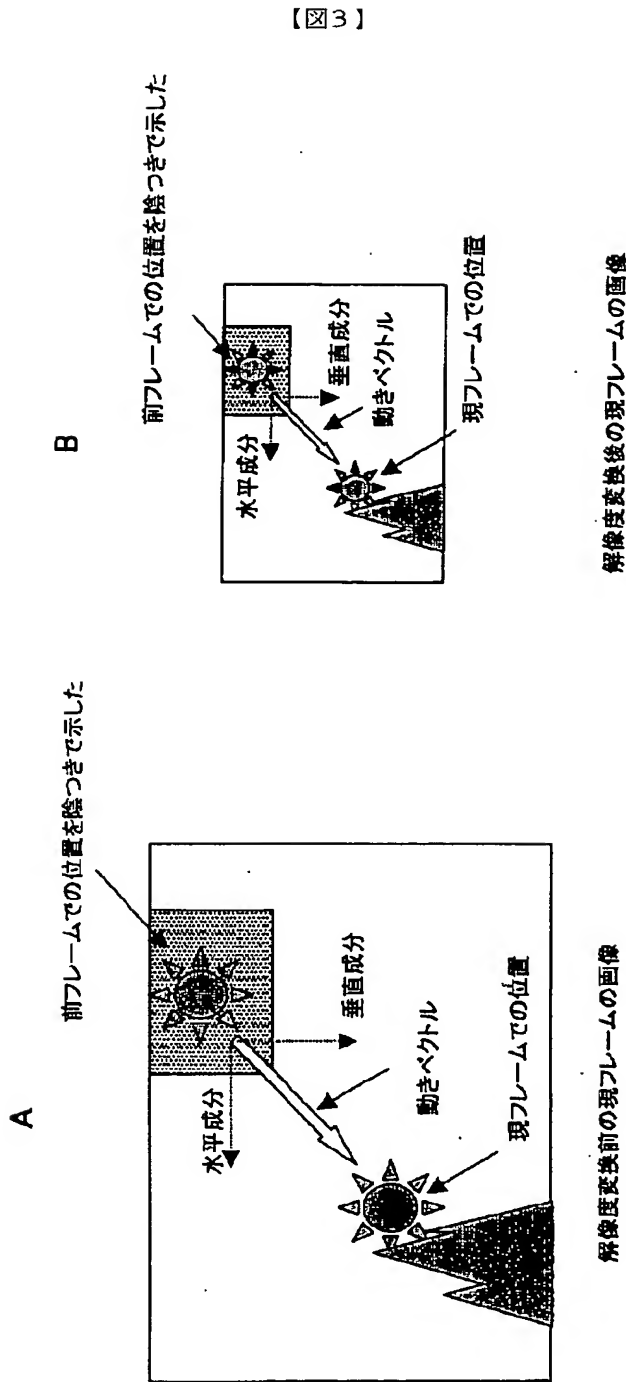 【図3】
A
前フレームでの位置を陰つきで示した
水平成分
垂直成分
動きベクトル
現フレームでの位置
解像度変換前の現フレームの画像
B
前フレームでの位置を陰つきで示した
水平成分
垂直成分
動きベクトル
現フレームでの位置
解像度変換後の現フレームの画像